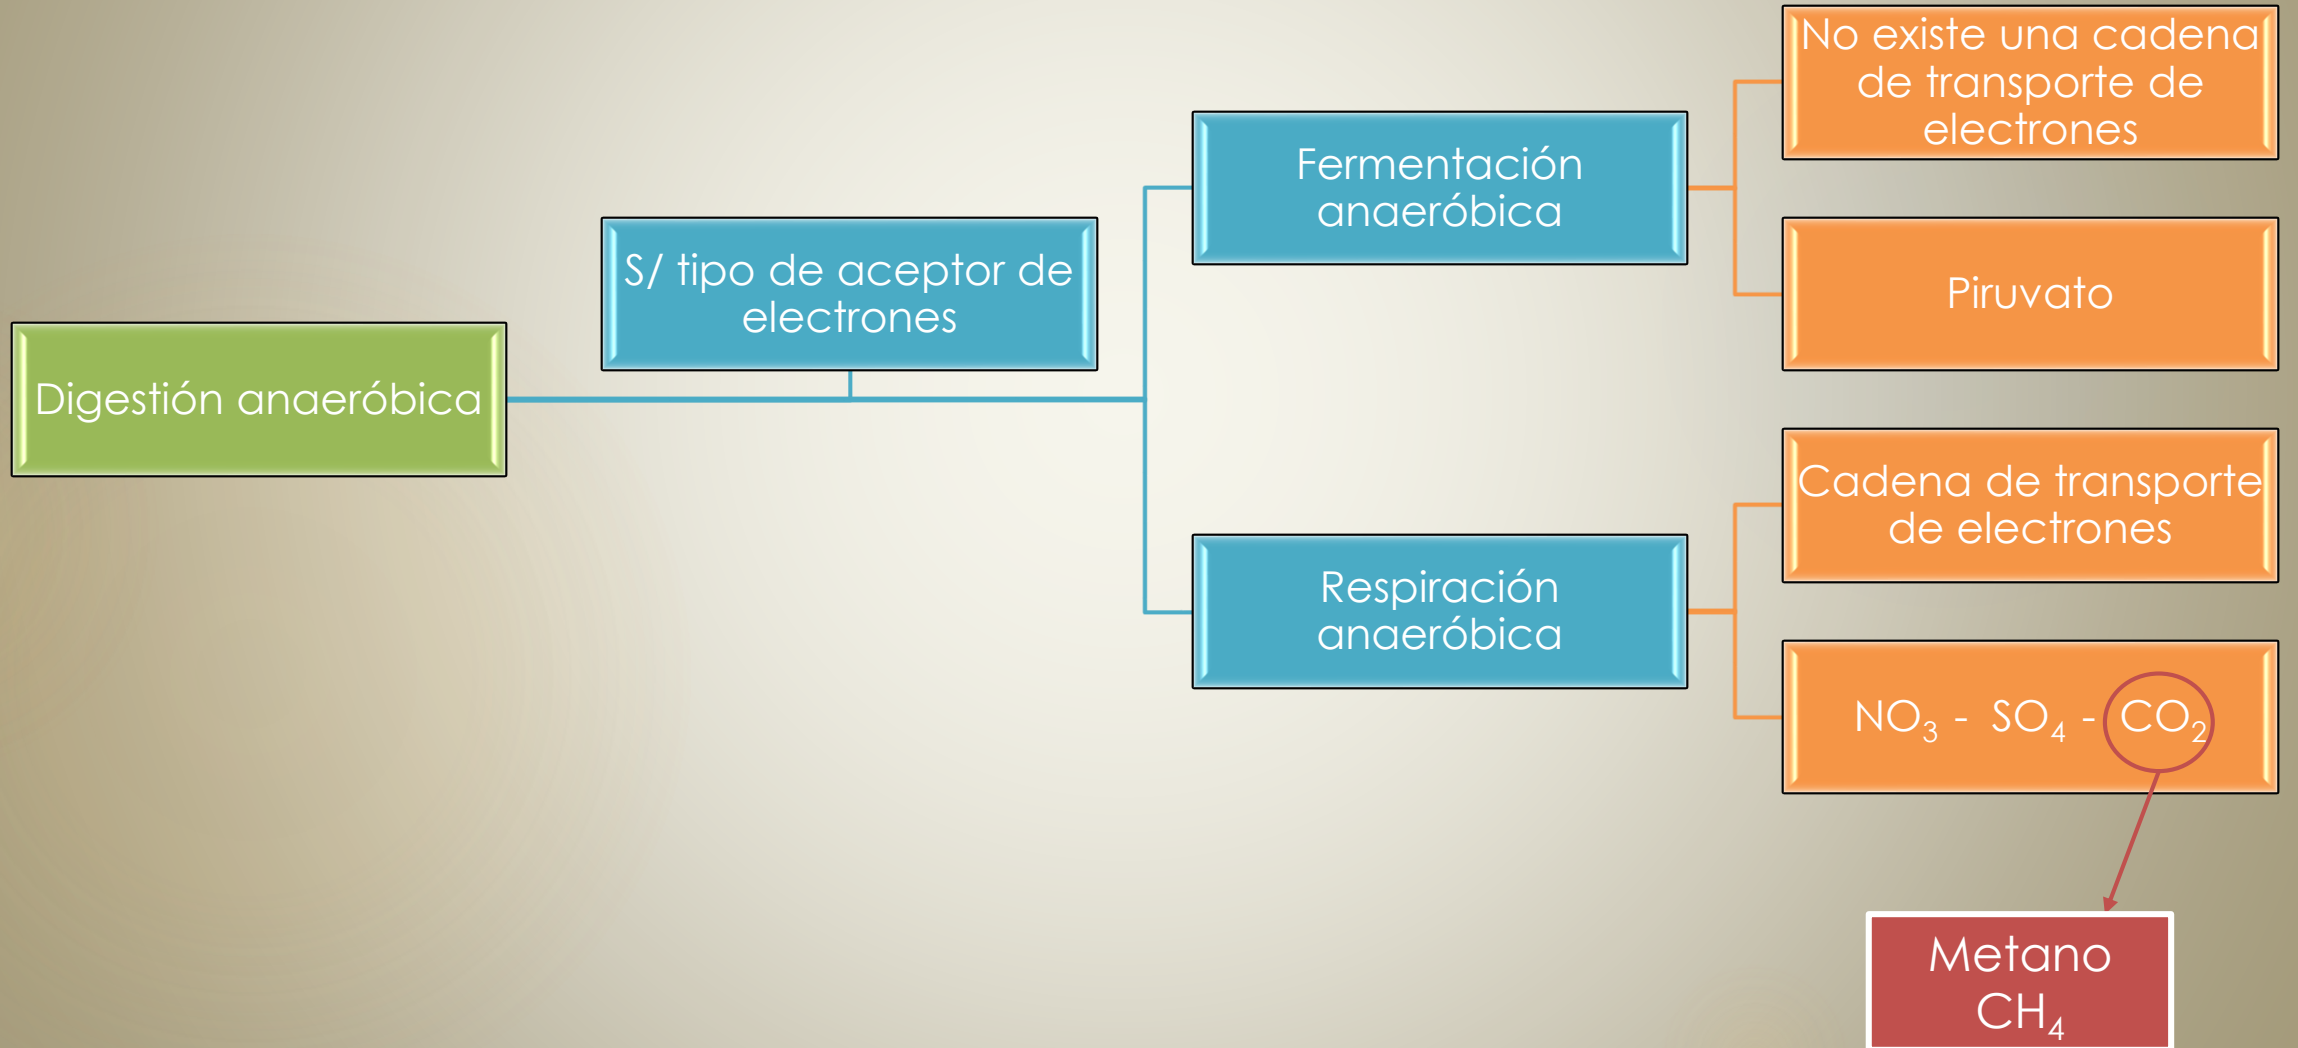 Digestión anaeróbica
S/ tipo de aceptor de
electrones
Fermentación
anaeróbica
No existe una cadena
de transporte de
electrones
Piruvato
Respiración
anaeróbica
Cadena de transporte
de electrones
NO₃ - SO₄ - CO₂
Metano
CH₄